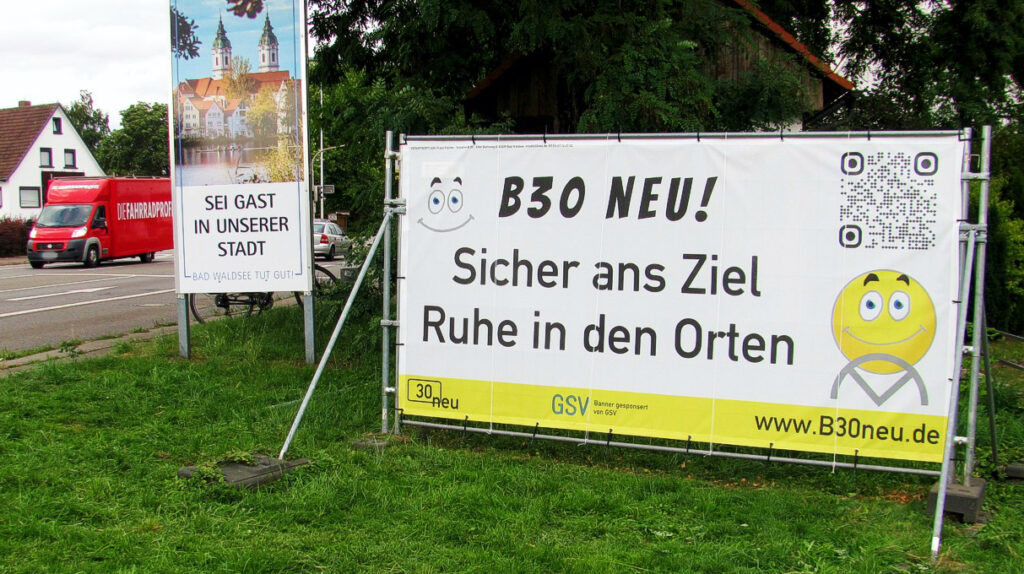 DIEFAHRRADPROF
SEI GAST
IN UNSERER
STADT
BAD WALDSEE TUT GUT!
B30 NEU!
Sicher ans Ziel
Ruhe in den Orten
30
neu
GSV
Banner gesponsert
von GSV
www.B30neu.de